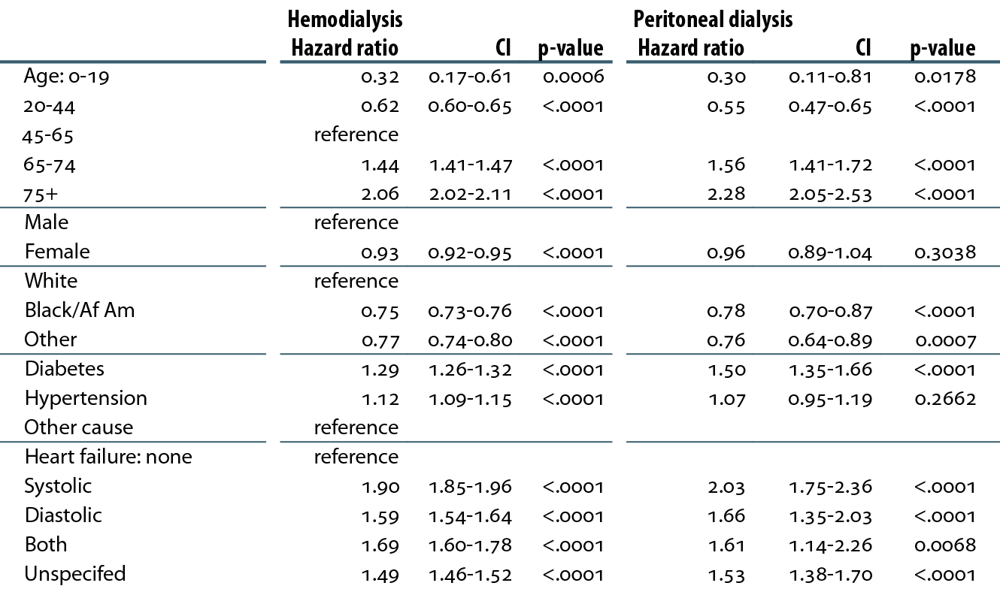 Hemodialysis Peritoneal dialysis
Hazard ratio CI p-value Hazard ratio CI p-value
Age: 0-19 0.32 0.17-0.61 0.0006 0.30 0.11-0.81 0.0178
20-44 0.62 0.60-0.65 <.0001 0.55 0.47-0.65 <.0001
45-65 reference
65-74 1.44 1.41-1.47 <.0001 1.56 1.41-1.72 <.0001
75+ 2.06 2.02-2.11 <.0001 2.28 2.05-2.53 <.0001
Male reference
Female 0.93 0.92-0.95 <.0001 0.96 0.89-1.04 0.3038
White reference
Black/Af Am 0.75 0.73-0.76 <.0001 0.78 0.70-0.87 <.0001
Other 0.77 0.74-0.80 <.0001 0.76 0.64-0.89 0.0007
Diabetes 1.29 1.26-1.32 <.0001 1.50 1.35-1.66 <.0001
Hypertension 1.12 1.09-1.15 <.0001 1.07 0.95-1.19 0.2662
Other cause reference
Heart failure: none reference
Systolic 1.90 1.85-1.96 <.0001 2.03 1.75-2.36 <.0001
Diastolic 1.59 1.54-1.64 <.0001 1.66 1.35-2.03 <.0001
Both 1.69 1.60-1.78 <.0001 1.61 1.14-2.26 0.0068
Unspecifed 1.49 1.46-1.52 <.0001 1.53 1.38-1.70 <.0001